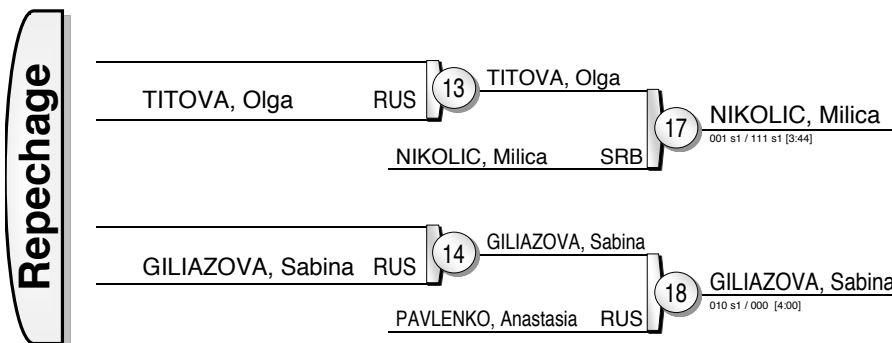 Repechage
TITOVA, Olga RUS
13
TITOVA, Olga
NIKOLIC, Milica SRB
17
NIKOLIC, Milica
001 s1 / 111 s1 [3:44]
GILIAZOVA, Sabina RUS
14
GILIAZOVA, Sabina
PAVLENKO, Anastasia RUS
18
GILIAZOVA, Sabina
010 s1 / 000 [4:00]